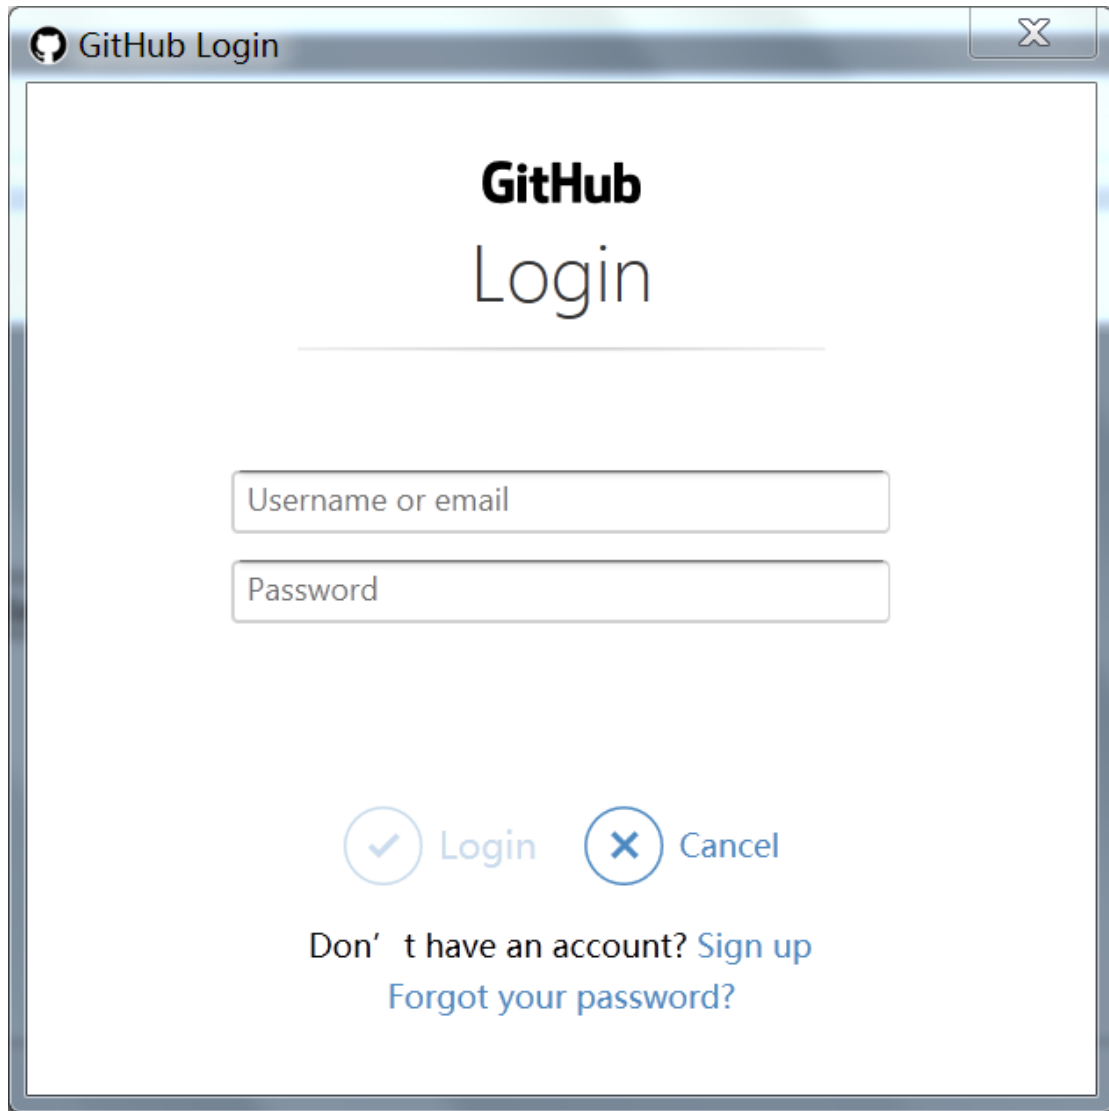 GitHub Login
GitHub
Login
Username or email
Password
Login Cancel
Don’t have an account? Sign up
Forgot your password?